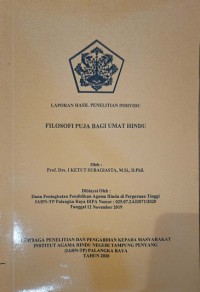 LAPORAN HASIL PENELITIAN INDIVIDU
FILOSOFI PUJA BAGI UMAT HINDU
Oleh :
Prof. Drs. I KETUT SUBAGIASTA, M.Si., D.Phil.
Dibiayai Oleh :
Dana Peningkatan Pendidikan Agama Hindu di Perguruan Tinggi
IAHN-TP Palangka Raya DIPA Nomor : 025.07.2.423571/2020
Tanggal 12 November 2019
LEMBAGA PENELITIAN DAN PENGABDIAN KEPADA MASYARAKAT
INSTITUT AGAMA HINDU NEGERI TAMPUNG PENYANG
(IAHN-TP) PALANGKA RAYA
TAHUN 2020